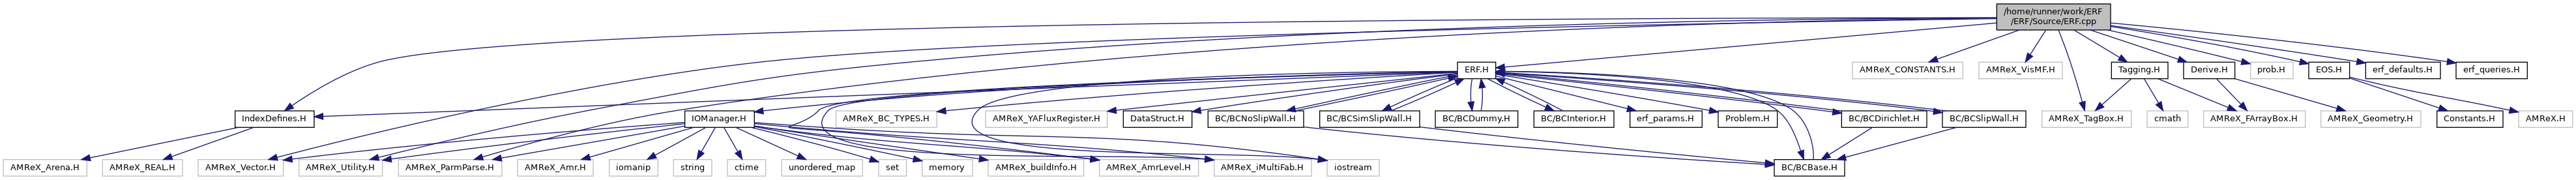 /home/runner/work/ERF
/ERF/Source/ERF.cpp
ERF.H
AMReX_CONSTANTS.H
AMReX_VisMF.H
Tagging.H
Derive.H
prob.H
EOS.H
erf_defaults.H
erf_queries.H
IndexDefines.H
IOManager.H
AMReX_BC_TYPES.H
AMReX_YAFluxRegister.H
DataStruct.H
BC/BCNoSlipWall.H
BC/BCSimSlipWall.H
BC/BCDummy.H
BC/BCInterior.H
erf_params.H
Problem.H
BC/BCDirichlet.H
BC/BCSlipWall.H
AMReX_TagBox.H
cmath
AMReX_FArrayBox.H
AMReX_Geometry.H
Constants.H
AMReX.H
AMReX_Arena.H
AMReX_REAL.H
AMReX_Vector.H
AMReX_Utility.H
AMReX_ParmParse.H
AMReX_Amr.H
iomanip
string
ctime
unordered_map
set
memory
AMReX_buildInfo.H
AMReX_AmrLevel.H
AMReX_iMultiFab.H
iostream
BC/BCBase.H